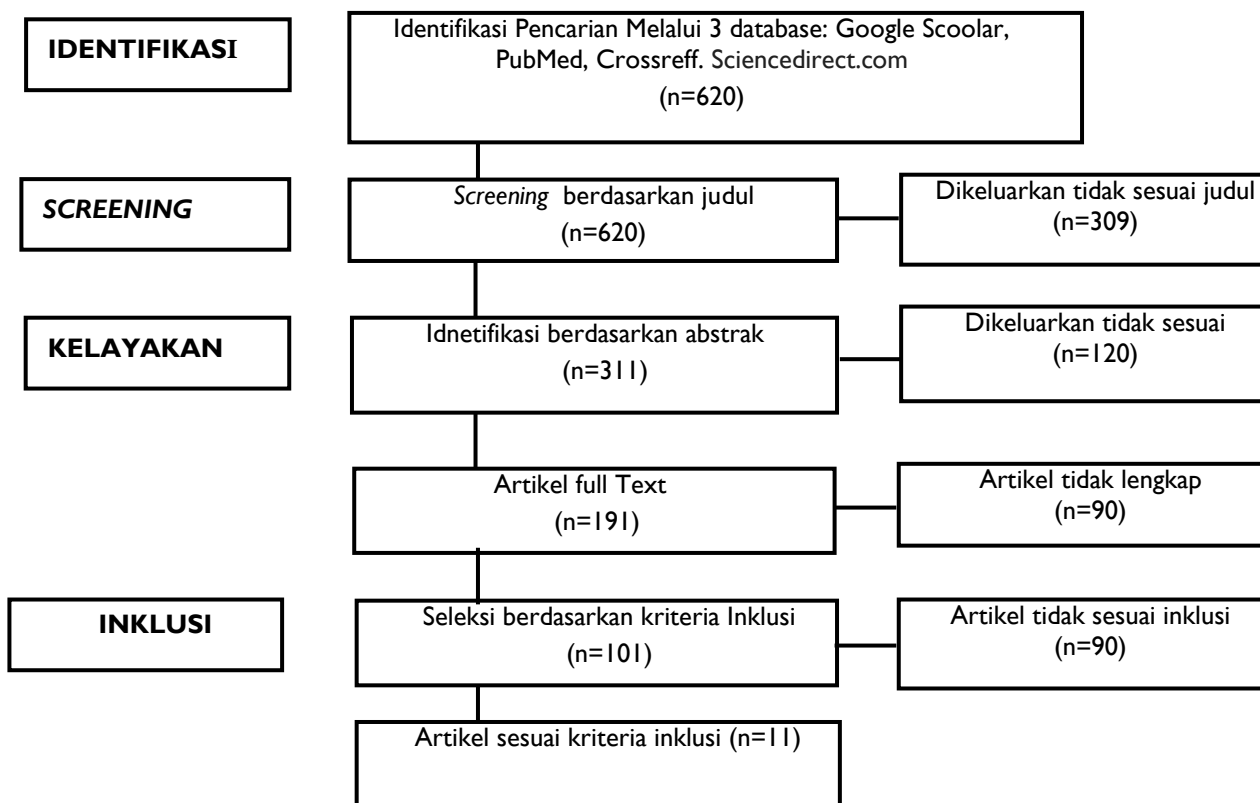 IDENTIFIKASI
Identifikasi Pencarian Melalui 3 database: Google Scoolar,
PubMed, Crossreff. Sciencedirect.com
(n=620)
SCREENING
Screening berdasarkan judul
(n=620)
Dikeluarkan tidak sesuai judul
(n=309)
KELAYAKAN
Idnetifikasi berdasarkan abstrak
(n=311)
Dikeluarkan tidak sesuai
(n=120)
Artikel full Text
(n=191)
Artikel tidak lengkap
(n=90)
INKLUSI
Seleksi berdasarkan kriteria Inklusi
(n=101)
Artikel tidak sesuai inklusi
(n=90)
Artikel sesuai kriteria inklusi (n=11)